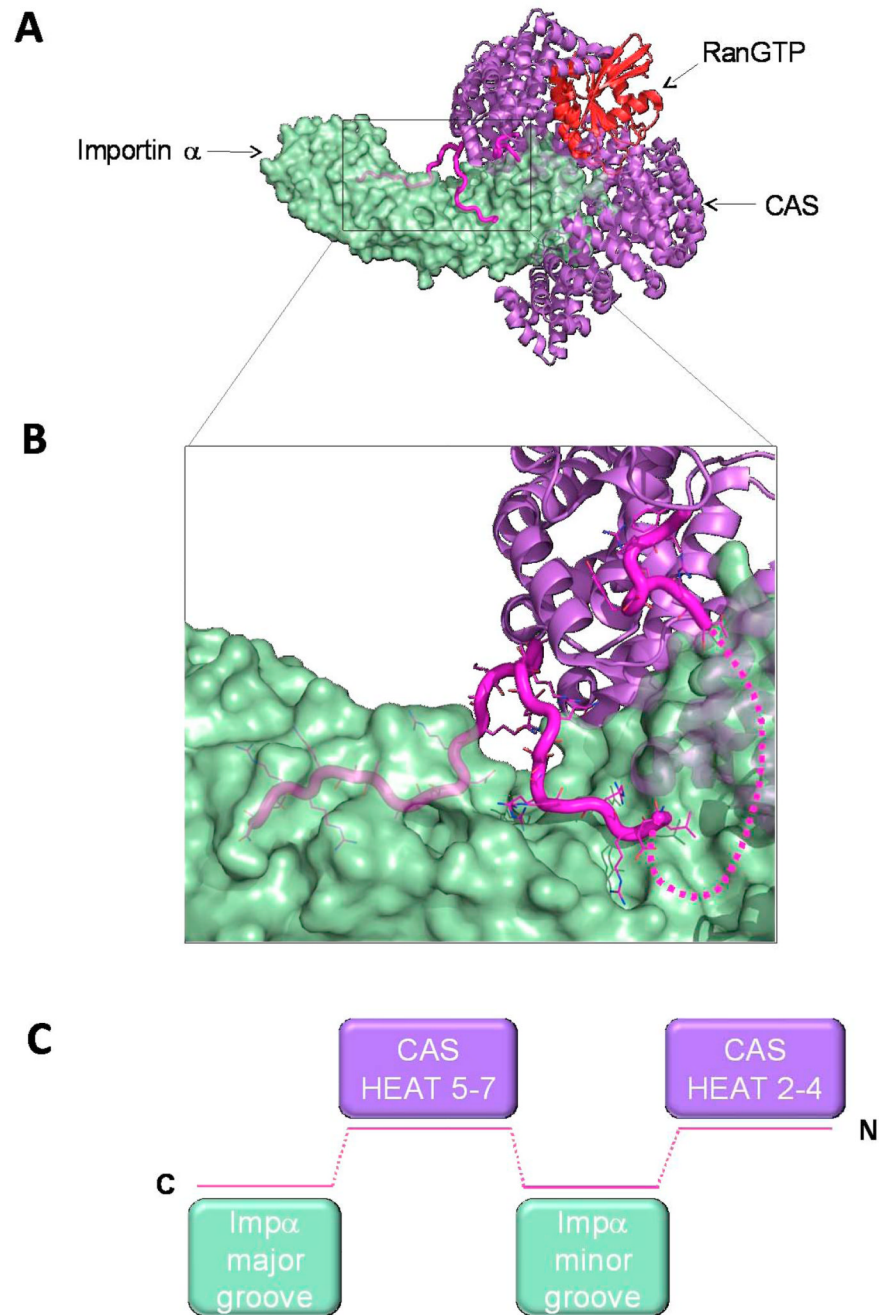 A
RanGTP
Importin α
CAS
B
C
CAS
HEAT 5-7
CAS
HEAT 2-4
N
C
Impα
major
groove
Impα
minor
groove